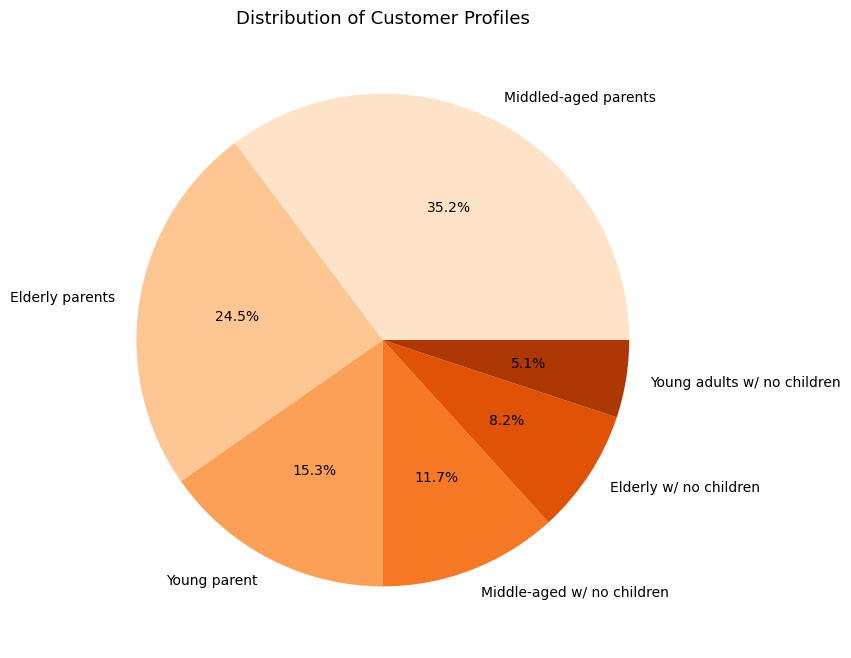 Distribution of Customer Profiles
Middled-aged parents
35.2%
Elderly parents
24.5%
5.1%
Young adults w/ no children
8.2%
15.3%
11.7%
Elderly w/ no children
Young parent
Middle-aged w/ no children